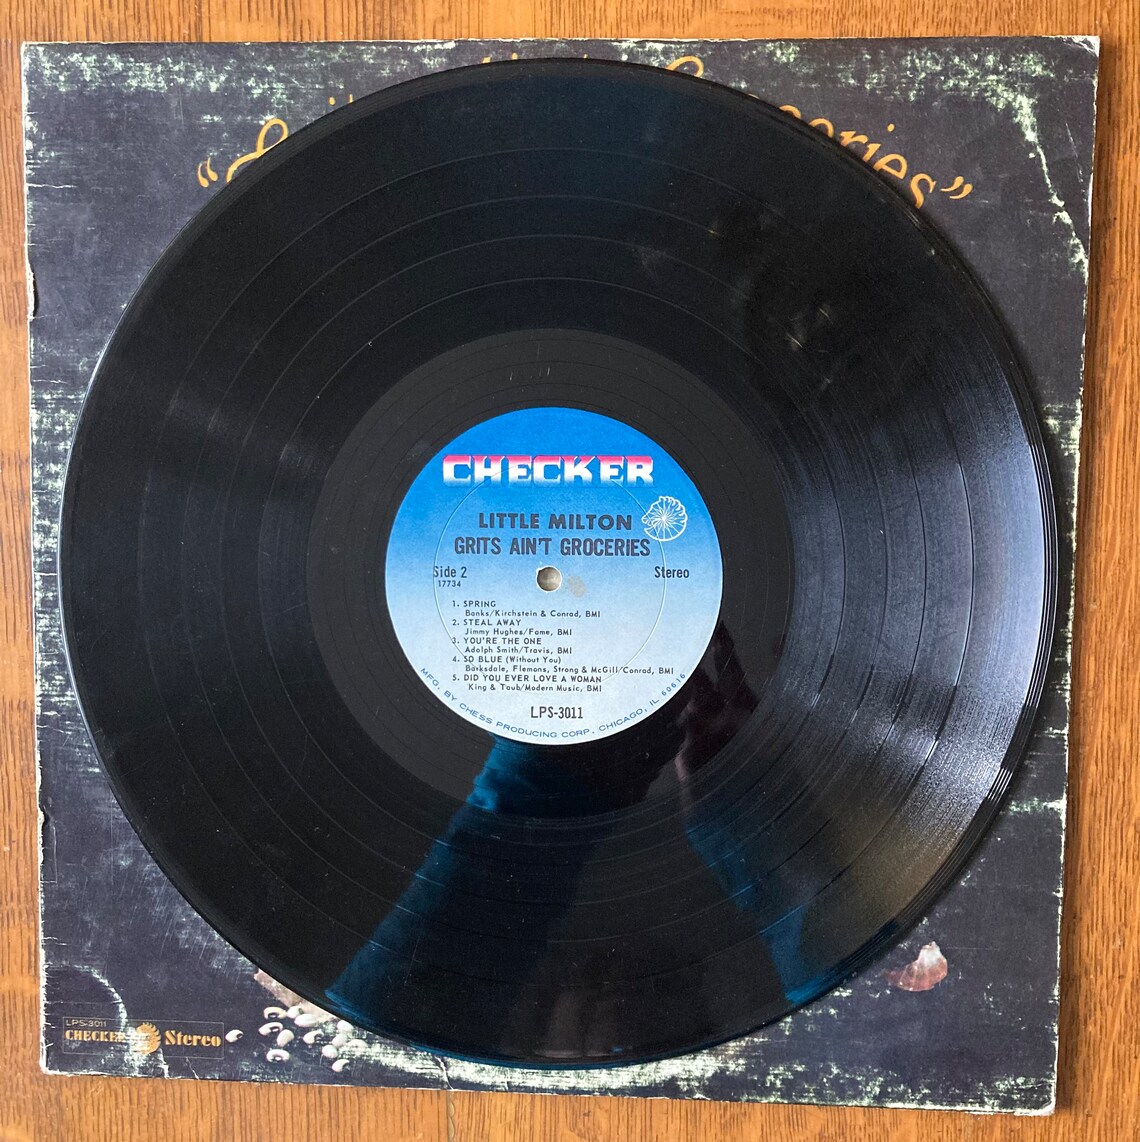 eries”
CHECKER
LITTLE MILTON
GRITS AIN'T GROCERIES
Side 2 Stereo
17734
1. SPRING
Banks/Kirchstein & Conrad, BMI
2. STEAL AWAY
Jimmy Hughes/Fame, BMI
3. YOU'RE THE ONE
Adolph Smith/Travis, BMI
4. SO BLUE (Without You)
Barksdale, Flemons, Strong & McGill/Conrad, BMI
5. DID YOU EVER LOVE A WOMAN
King & Taub/Modern Music, BMI
LPS-3011
MFG. BY CHESS PRODUCING CORP., CHICAGO, IL 60616
LPS-3011
CHECKER Stereo